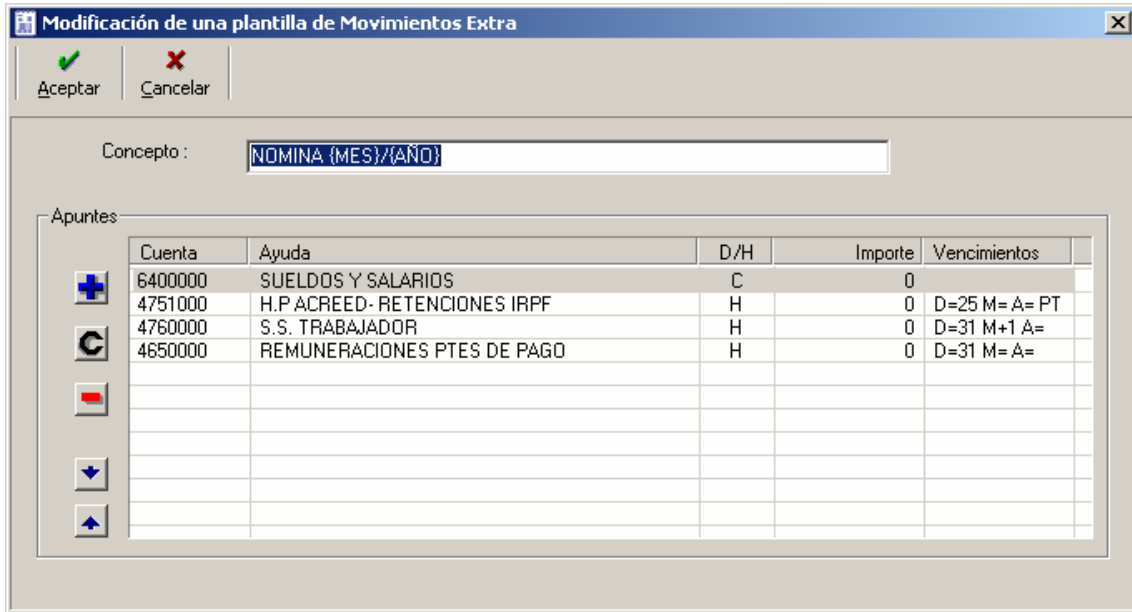 Modificación de una plantilla de Movimientos Extra
Aceptar Cancelar
Concepto : NOMINA {MES}/{AÑO}
Apuntes
Cuenta Ayuda D/H Importe Vencimientos
6400000 SUELDOS Y SALARIOS C 0
4751000 H.P ACREED- RETENCIONES IRPF H 0 D=25 M= A= PT
4760000 S.S. TRABAJADOR H 0 D=31 M+1 A=
4650000 REMUNERACIONES PTES DE PAGO H 0 D=31 M= A=
C